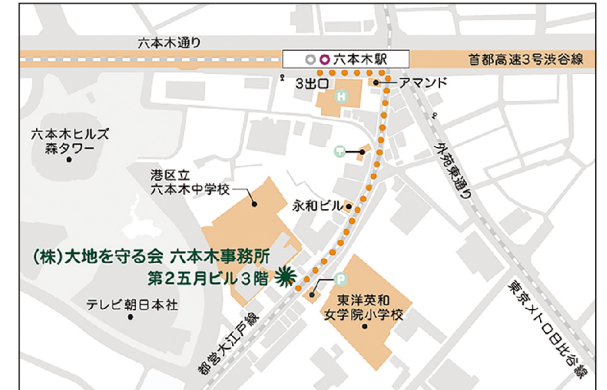 六本木通り
六本木駅
首都高速3号渋谷線
3出口
アマンド
H
六本木ヒルズ
森タワー
外苑東通り
〒
港区立
六本木中学校
永和ビル
(株)大地を守る会 六本木事務所
第2五月ビル3階
P
テレビ朝日本社
東洋英和
女学院小学校
都営大江戸線
東京メトロ日比谷線